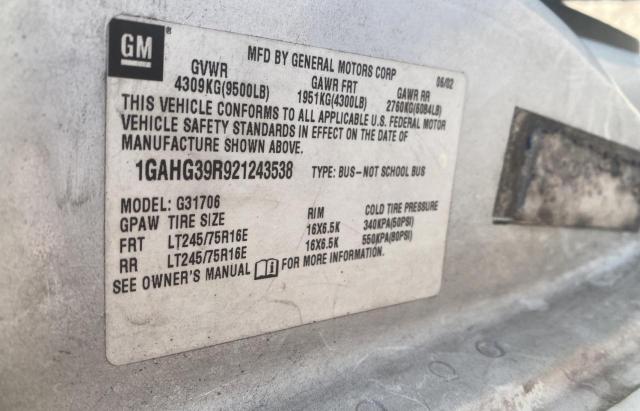 GM
MFD BY GENERAL MOTORS CORP 06/02
GVWR GAWR FRT GAWR RR
4309KG(9500LB) 1951KG(4300LB) 2760KG(6084LB)
THIS VEHICLE CONFORMS TO ALL APPLICABLE U.S. FEDERAL MOTOR
VEHICLE SAFETY STANDARDS IN EFFECT ON THE DATE OF
MANUFACTURE SHOWN ABOVE.
1GAHG39R921243538 TYPE: BUS-NOT SCHOOL BUS
MODEL: G31706
GPAW TIRE SIZE RIM COLD TIRE PRESSURE
FRT LT245/75R16E 16X6.5K 340KPA(50PSI)
RR LT245/75R16E 16X6.5K 550KPA(80PSI)
SEE OWNER'S MANUAL FOR MORE INFORMATION.